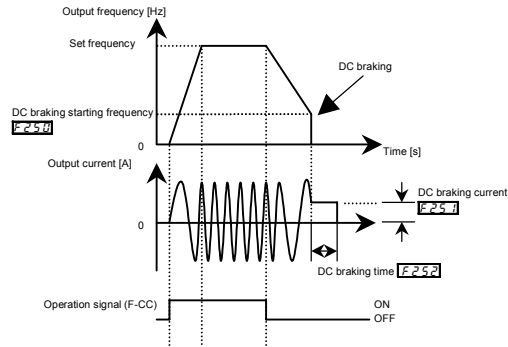 Output frequency [Hz]
Set frequency
DC braking
DC braking starting frequency
F250
0
Time [s]
Output current [A]
DC braking current
F251
0
DC braking time F252
Operation signal (F-CC)
ON
OFF